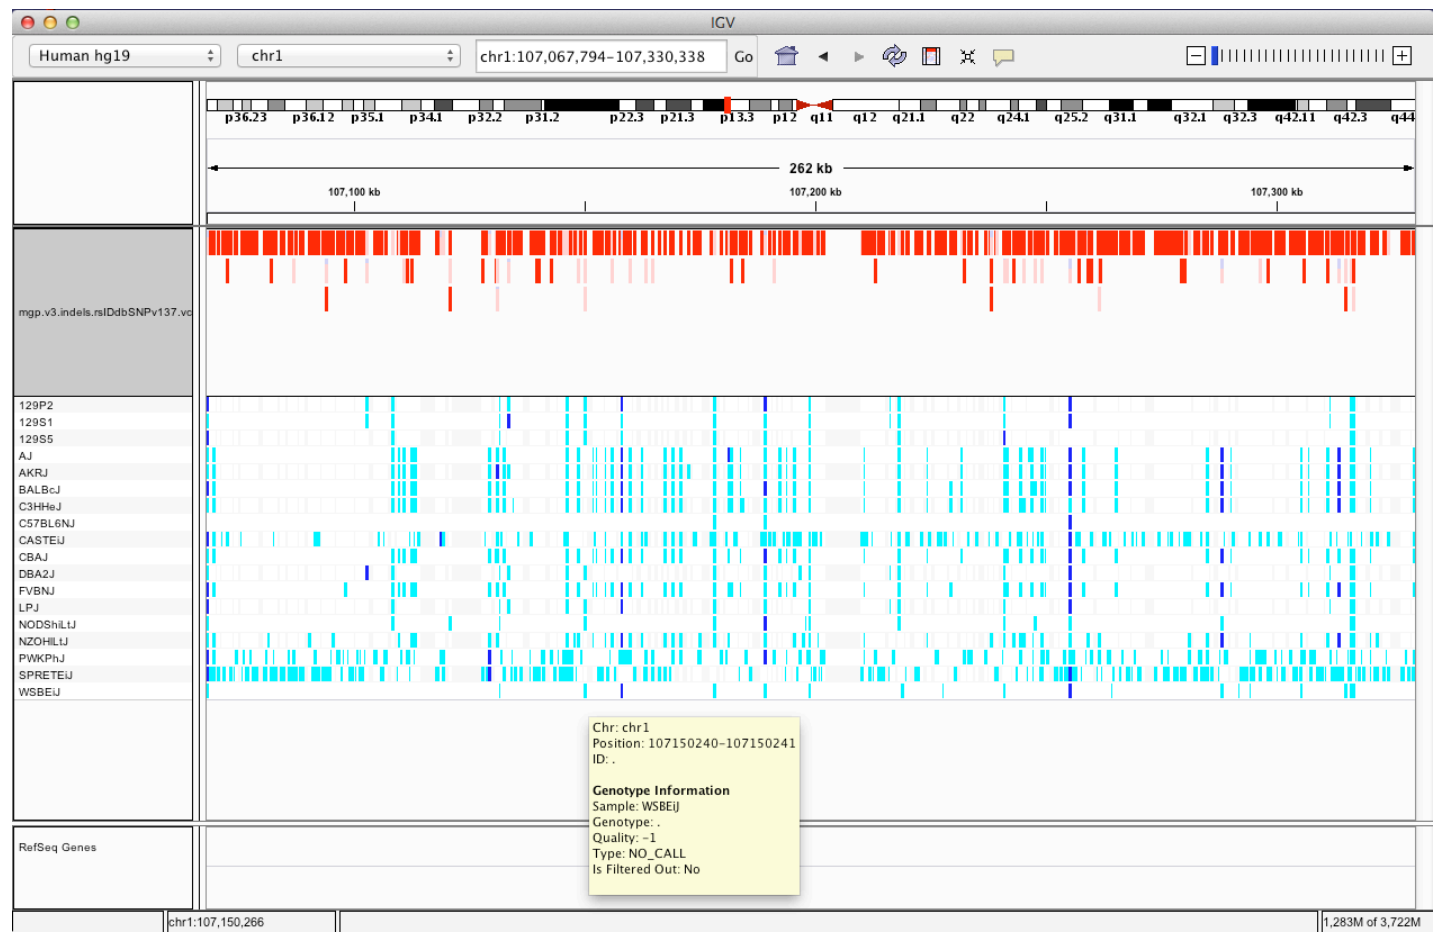 IGV
Human hg19 chr1 chr1:107,067,794-107,330,338 Go
p36.23 p36.12 p35.1 p34.1 p32.2 p31.2 p22.3 p21.3 p13.3 p12 q11 q12 q21.1 q22 q24.1 q25.2 q31.1 q32.1 q32.3 q42.11 q42.3 q44
262 kb
107,100 kb 107,200 kb 107,300 kb
mgp.v3.indels.rsIDdbSNPv137.vc
129P2
129S1
129S5
AJ
AKRJ
BALBcJ
C3HHeJ
C57BL6NJ
CASTEiJ
CBAJ
DBA2J
FVBNJ
LPJ
NODShiLtJ
NZOHlLtJ
PWKPhJ
SPRETEiJ
WSBEiJ
Chr: chr1
Position: 107150240-107150241
ID: .
Genotype Information
Sample: WSBEiJ
Genotype: .
Quality: -1
Type: NO_CALL
Is Filtered Out: No
RefSeq Genes
chr1:107,150,266 1,283M of 3,722M